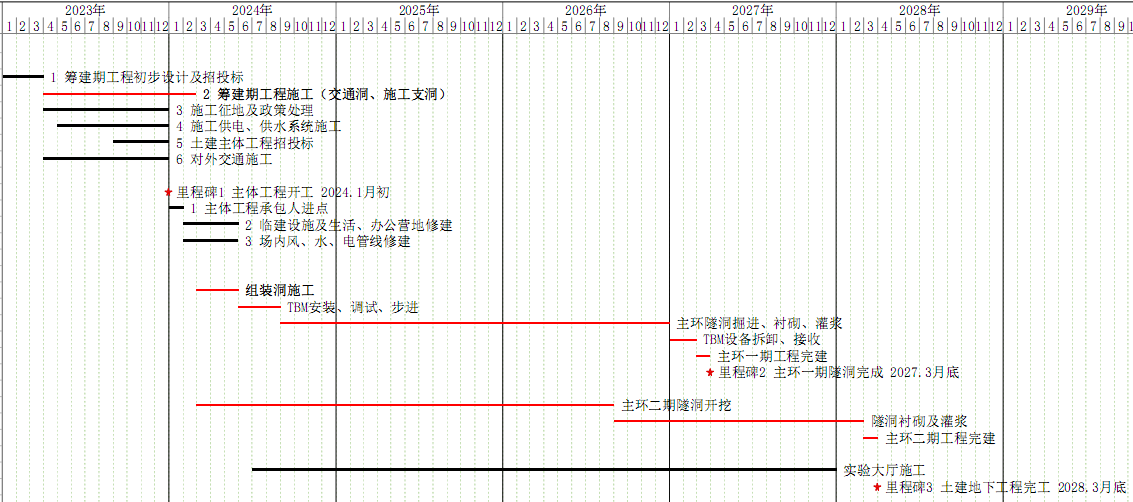 2023年 2024年 2025年 2026年 2027年 2028年 2029年
1 2 3 4 5 6 7 8 9 10 11 12 1 2 3 4 5 6 7 8 9 10 11 12 1 2 3 4 5 6 7 8 9 10 11 12 1 2 3 4 5 6 7 8 9 10 11 12 1 2 3 4 5 6 7 8 9 10 11 12 1 2 3 4 5 6 7 8 9 10 11 12 1 2 3 4 5 6 7 8 9 10 1
1 筹建期工程初步设计及招投标
2 筹建期工程施工（交通洞、施工支洞）
3 施工征地及政策处理
4 施工供电、供水系统施工
5 土建主体工程招投标
6 对外交通施工
里程碑1 主体工程开工 2024.1月初
1 主体工程承包人进点
2 临建设施及生活、办公营地修建
3 场内风、水、电管线修建
组装洞施工
TBM安装、调试、步进
主环隧洞掘进、衬砌、灌浆
TBM设备拆卸、接收
主环一期工程完建
里程碑2 主环一期隧洞完成 2027.3月底
主环二期隧洞开挖
隧洞衬砌及灌浆
主环二期工程完建
实验大厅施工
里程碑3 土建地下工程完工 2028.3月底